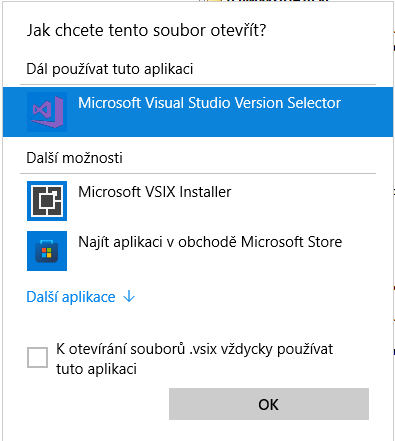 Jak chcete tento soubor otevřít?
Dál používat tuto aplikaci
Microsoft Visual Studio Version Selector
Další možnosti
Microsoft VSIX Installer
Najít aplikaci v obchodě Microsoft Store
Další aplikace ↓
K otevírání souborů .vsix vždycky používat
tuto aplikaci
OK